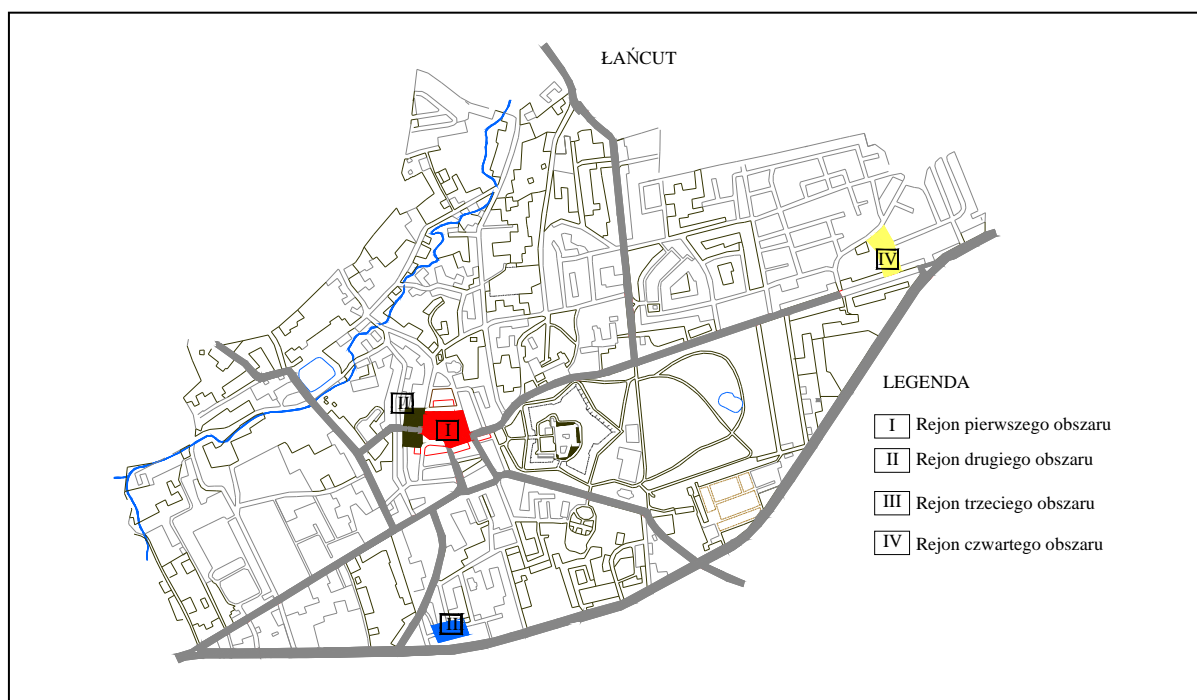 ŁAŃCUT
IV
LEGENDA
II
I
I Rejon pierwszego obszaru
II Rejon drugiego obszaru
III Rejon trzeciego obszaru
IV Rejon czwartego obszaru